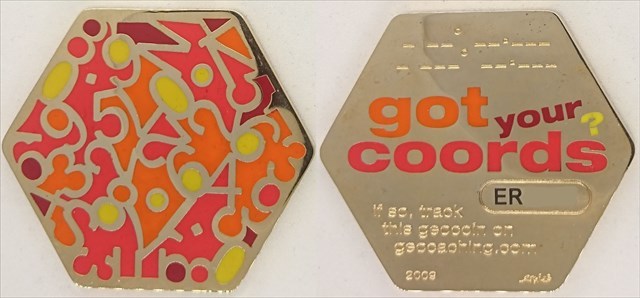 got your?
coords
ER
If so, track
this geocoin on
geocaching.com
2009